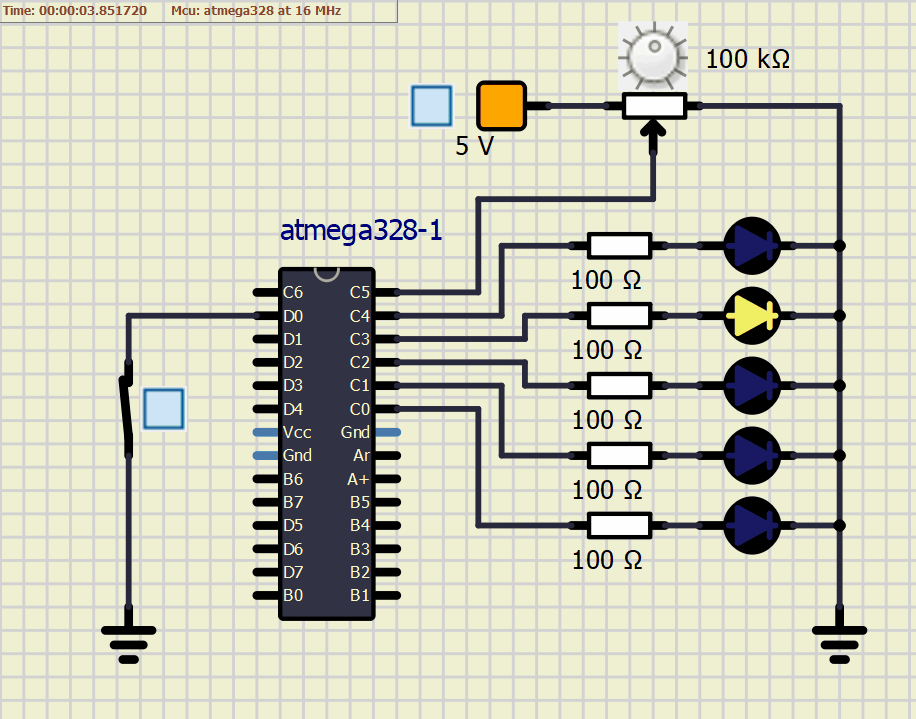 Time: 00:00:03.851720 Mcu: atmega328 at 16 MHz
100 kΩ
5 V
atmega328-1
100 Ω
100 Ω
100 Ω
100 Ω
100 Ω
C6 C5
D0 C4
D1 C3
D2 C2
D3 C1
D4 C0
Vcc Gnd
Gnd Ar
B6 A+
B7 B5
D5 B4
D6 B3
D7 B2
B0 B1